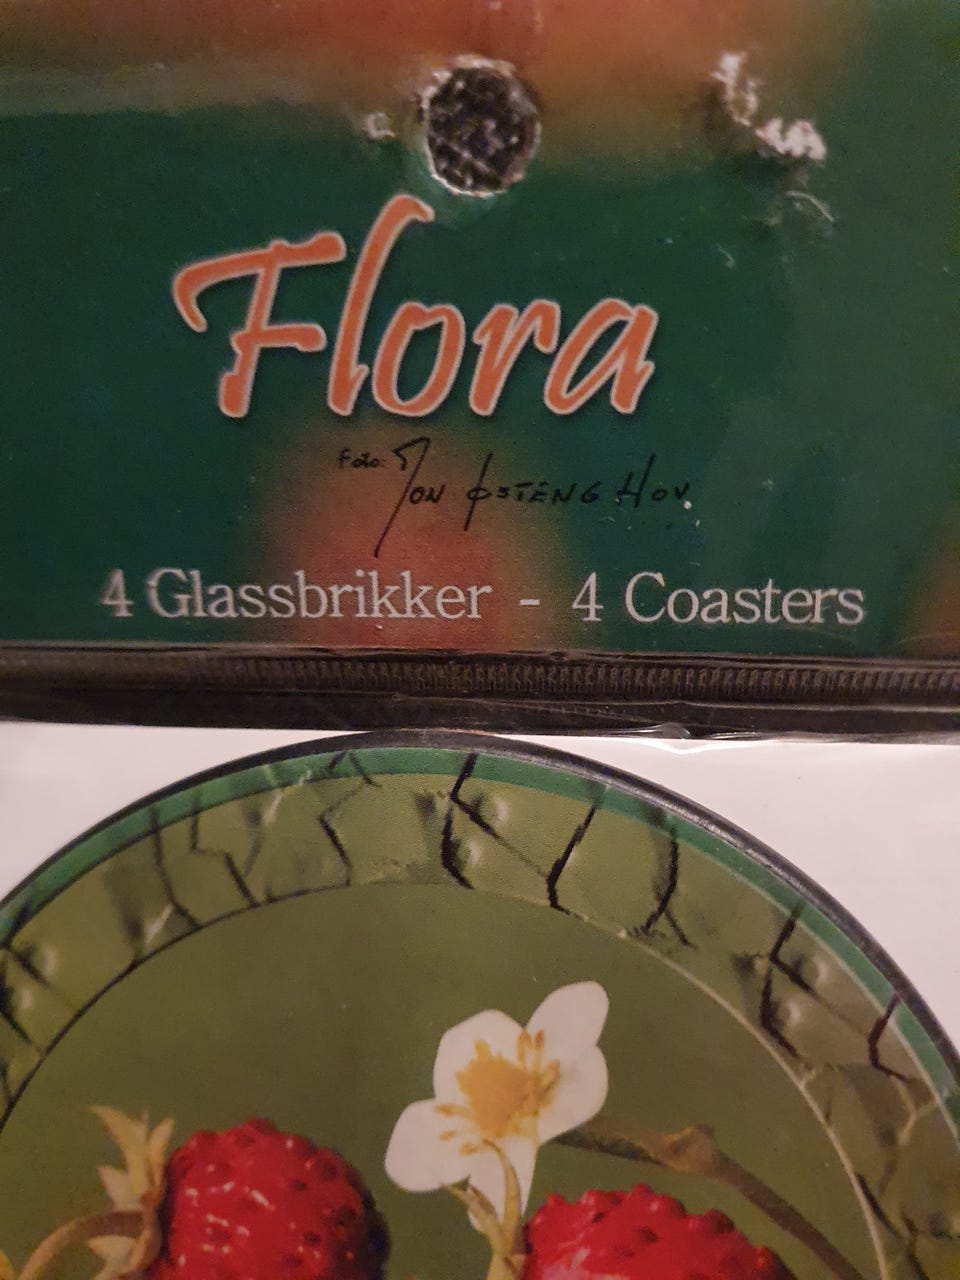 Flora
Foto: Jon Østeng Hov
4 Glassbrikker - 4 Coasters